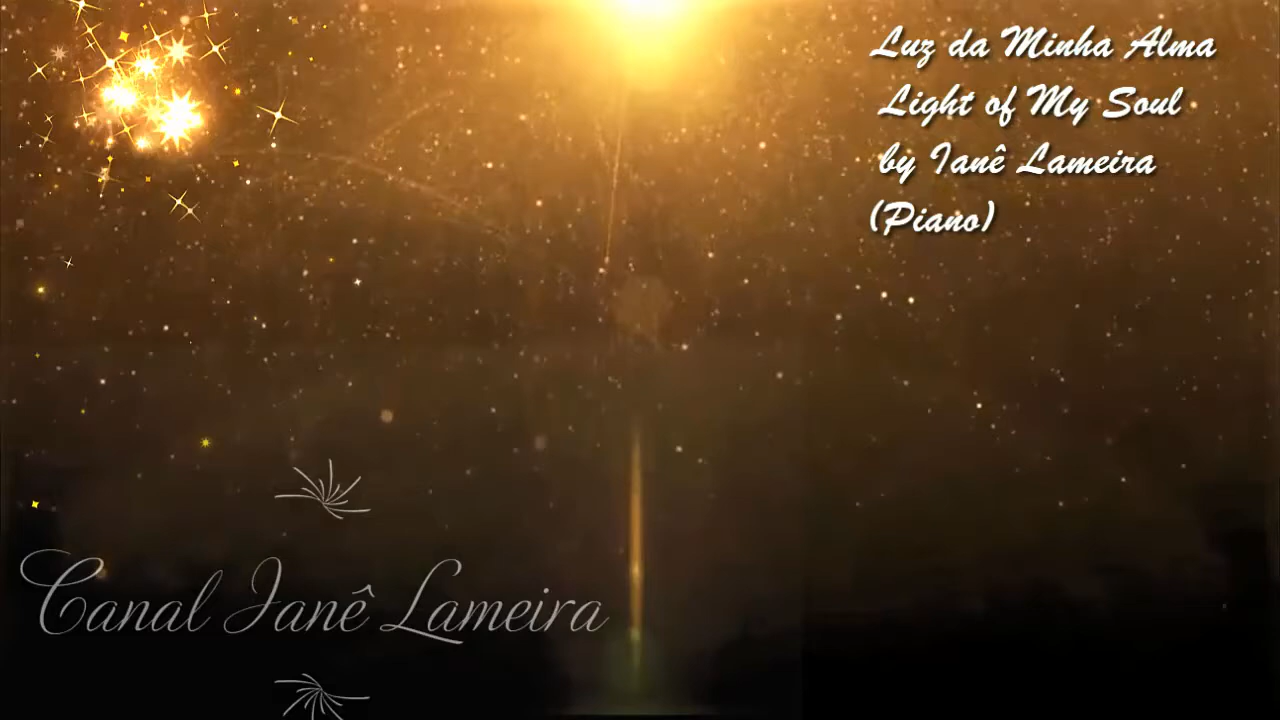 Luz da Minha Alma
Light of My Soul
by Ianê Lameira
(Piano)
Canal Ianê Lameira